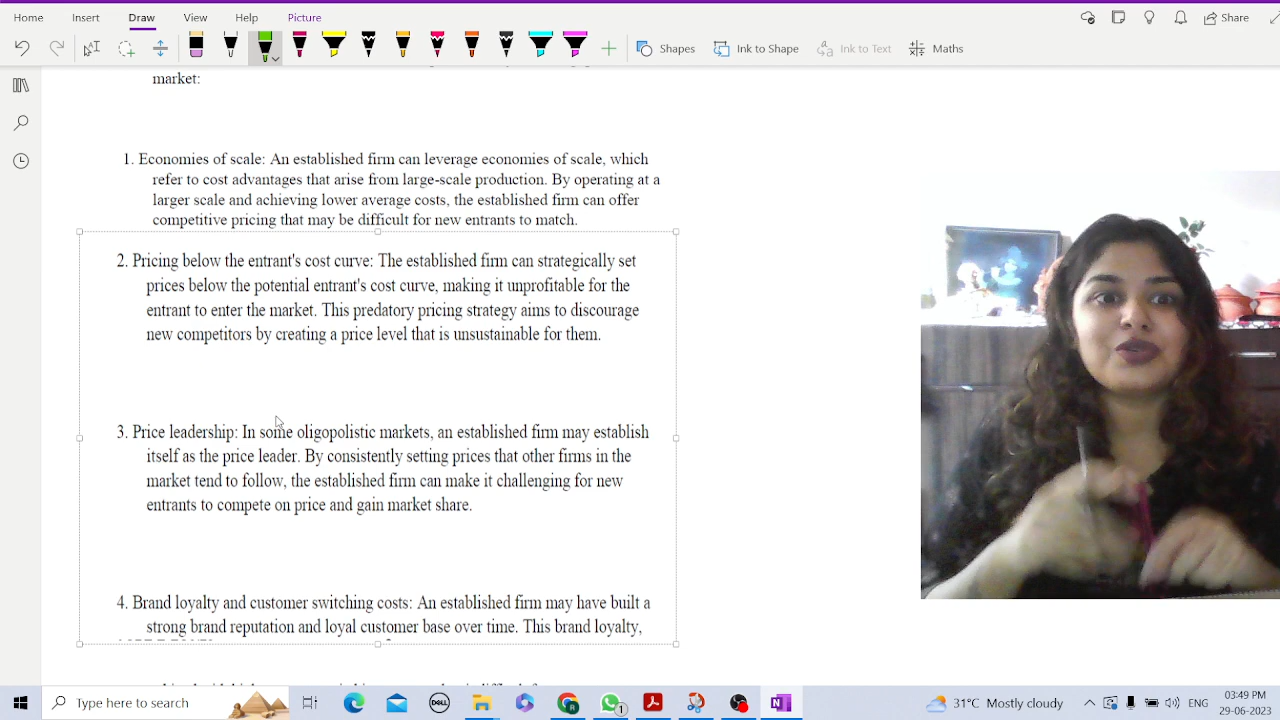 Home Insert Draw View Help Picture Share
Shapes Ink to Shape Ink to Text Maths
market:
1. Economies of scale: An established firm can leverage economies of scale, which
refer to cost advantages that arise from large-scale production. By operating at a
larger scale and achieving lower average costs, the established firm can offer
competitive pricing that may be difficult for new entrants to match.
2. Pricing below the entrant's cost curve: The established firm can strategically set
prices below the potential entrant's cost curve, making it unprofitable for the
entrant to enter the market. This predatory pricing strategy aims to discourage
new competitors by creating a price level that is unsustainable for them.
3. Price leadership: In some oligopolistic markets, an established firm may establish
itself as the price leader. By consistently setting prices that other firms in the
market tend to follow, the established firm can make it challenging for new
entrants to compete on price and gain market share.
4. Brand loyalty and customer switching costs: An established firm may have built a
strong brand reputation and loyal customer base over time. This brand loyalty,
Type here to search DELL 1 31°C Mostly cloudy ENG 03:49 PM
29-06-2023